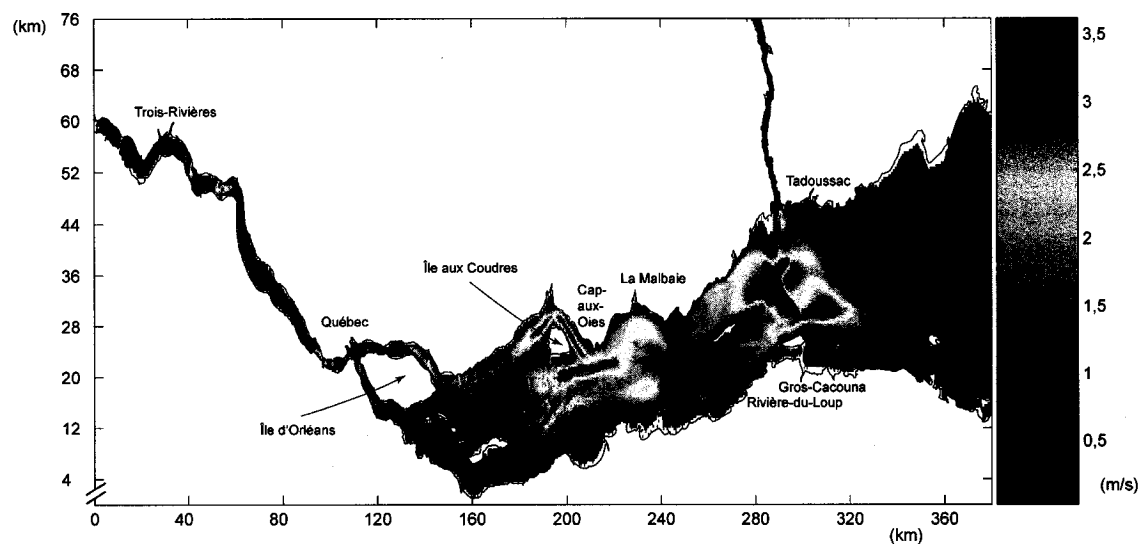 (km)
76
68
60
52
44
36
28
20
12
4
Trois-Rivières
Québec
Île d'Orléans
Île aux Coudres
Cap-
aux-
Oies
La Malbaie
Tadoussac
Gros-Cacouna
Rivière-du-Loup
0
40
80
120
160
200
240
280
320
360
(km)
3,5
3
2,5
2
1,5
1
0,5
(m/s)